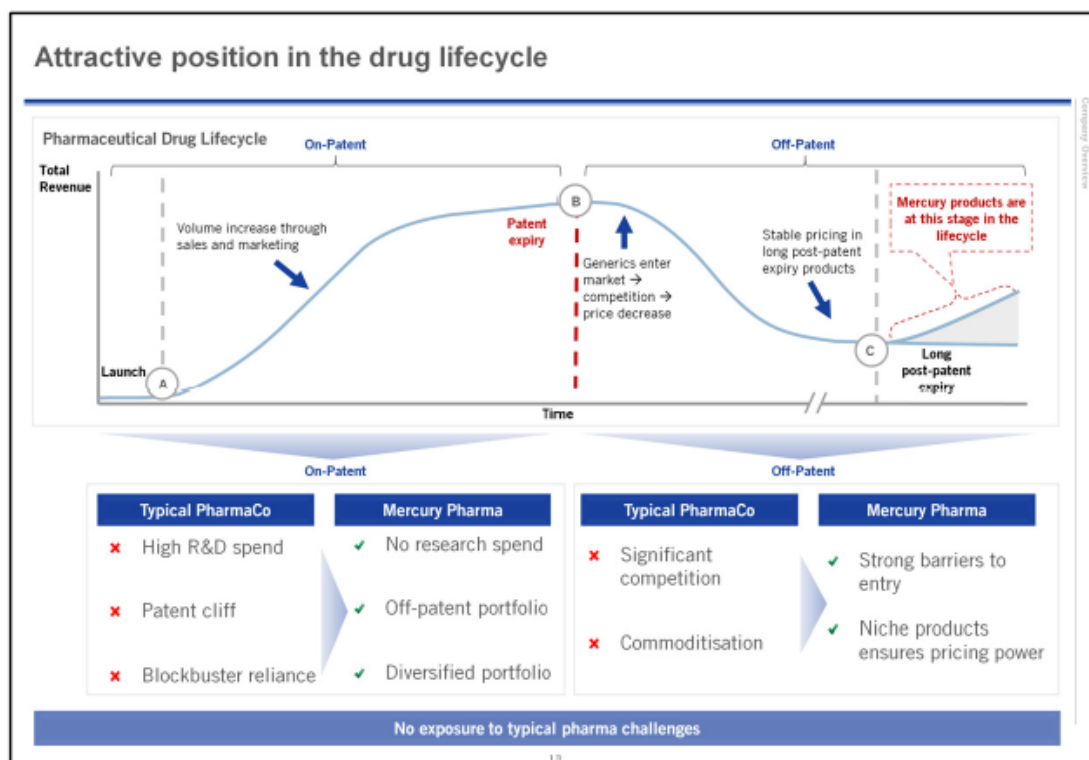 Attractive position in the drug lifecycle
Company Overview
Pharmaceutical Drug Lifecycle
On-Patent
Off-Patent
Total
Revenue
B
Mercury products are
at this stage in the
lifecycle
Volume increase through
sales and marketing
Patent
expiry
Stable pricing in
long post-patent
expiry products
Generics enter
market →
competition →
price decrease
Launch
A
C
Long
post-patent
expiry
Time
On-Patent
Off-Patent
Typical PharmaCo
Mercury Pharma
High R&D spend
No research spend
Patent cliff
Off-patent portfolio
Blockbuster reliance
Diversified portfolio
Typical PharmaCo
Mercury Pharma
Significant
competition
Strong barriers to
entry
Commoditisation
Niche products
ensures pricing power
No exposure to typical pharma challenges